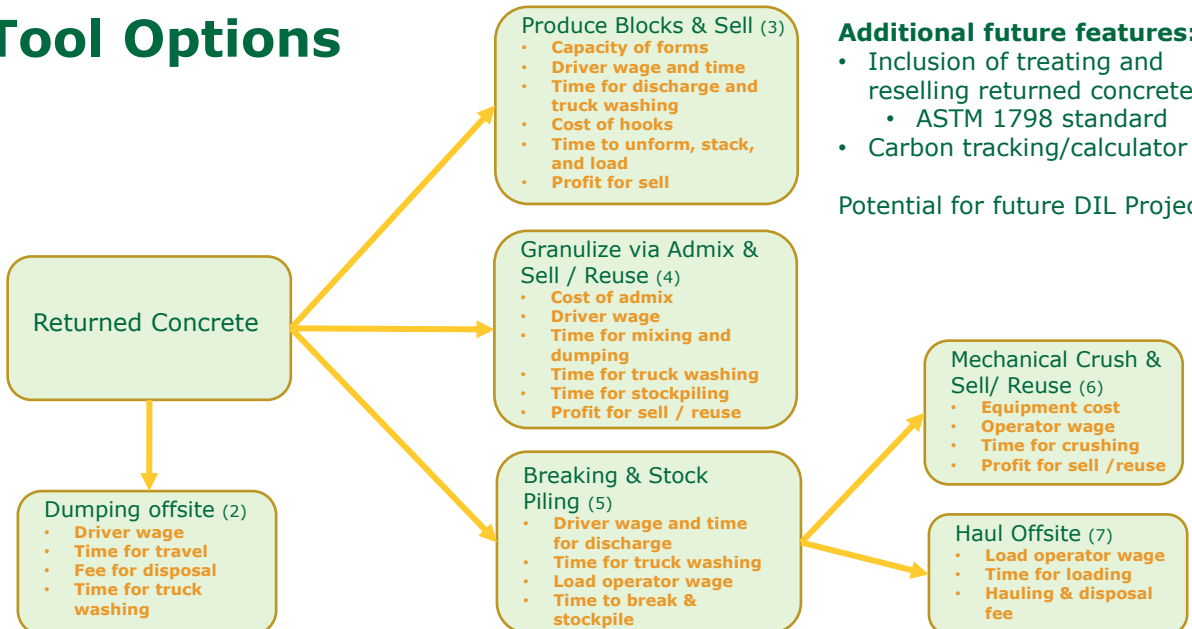 Tool Options
Produce Blocks & Sell (3)
• Capacity of forms
• Driver wage and time
• Time for discharge and
truck washing
• Cost of hooks
• Time to unform, stack,
and load
• Profit for sell
Additional future features:
• Inclusion of treating and
reselling returned concrete
• ASTM 1798 standard
• Carbon tracking/calculator
Potential for future DIL Projec
Returned Concrete
Granulize via Admix &
Sell / Reuse (4)
• Cost of admix
• Driver wage
• Time for mixing and
dumping
• Time for truck washing
• Time for stockpiling
• Profit for sell / reuse
Mechanical Crush &
Sell/ Reuse (6)
• Equipment cost
• Operator wage
• Time for crushing
• Profit for sell /reuse
Dumping offsite (2)
• Driver wage
• Time for travel
• Fee for disposal
• Time for truck
washing
Breaking & Stock
Piling (5)
• Driver wage and time
for discharge
• Time for truck washing
• Load operator wage
• Time to break &
stockpile
Haul Offsite (7)
• Load operator wage
• Time for loading
• Hauling & disposal
fee